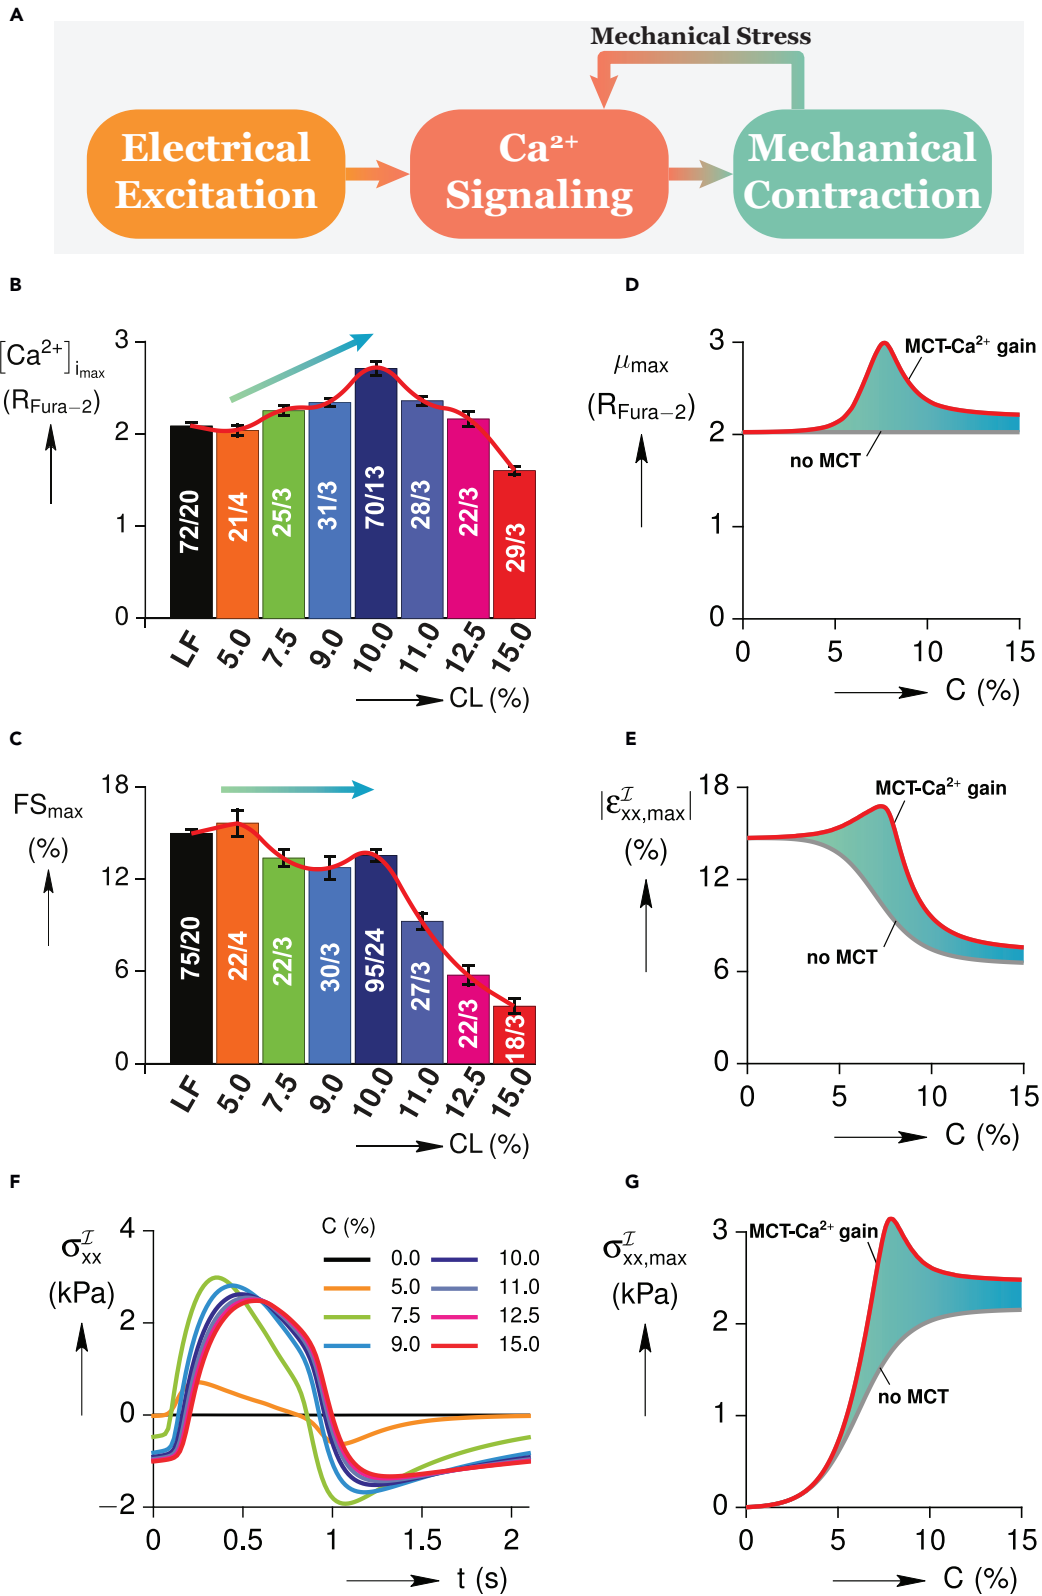 A
Mechanical Stress
Electrical
Excitation
Ca²⁺
Signaling
Mechanical
Contraction
B
[Ca²⁺]i_max
(R_Fura−2)
3
2
1
0
72/20
21/4
25/3
31/3
70/13
28/3
22/3
29/3
LF
5.0
7.5
9.0
10.0
11.0
12.5
15.0
CL (%)
D
μ_max
(R_Fura−2)
3
2
1
0
MCT-Ca²⁺ gain
no MCT
0
5
10
15
C (%)
C
FS_max
(%)
18
12
6
0
75/20
22/4
22/3
30/3
95/24
27/3
22/3
18/3
LF
5.0
7.5
9.0
10.0
11.0
12.5
15.0
CL (%)
E
|ε^ℐ_xx,max|
(%)
18
12
6
0
MCT-Ca²⁺ gain
no MCT
0
5
10
15
C (%)
F
σ^ℐ_xx
(kPa)
4
2
0
−2
C (%)
0.0
5.0
7.5
9.0
10.0
11.0
12.5
15.0
0
0.5
1
1.5
2
t (s)
G
σ^ℐ_xx,max
(kPa)
3
2
1
0
MCT-Ca²⁺ gain
no MCT
0
5
10
15
C (%)